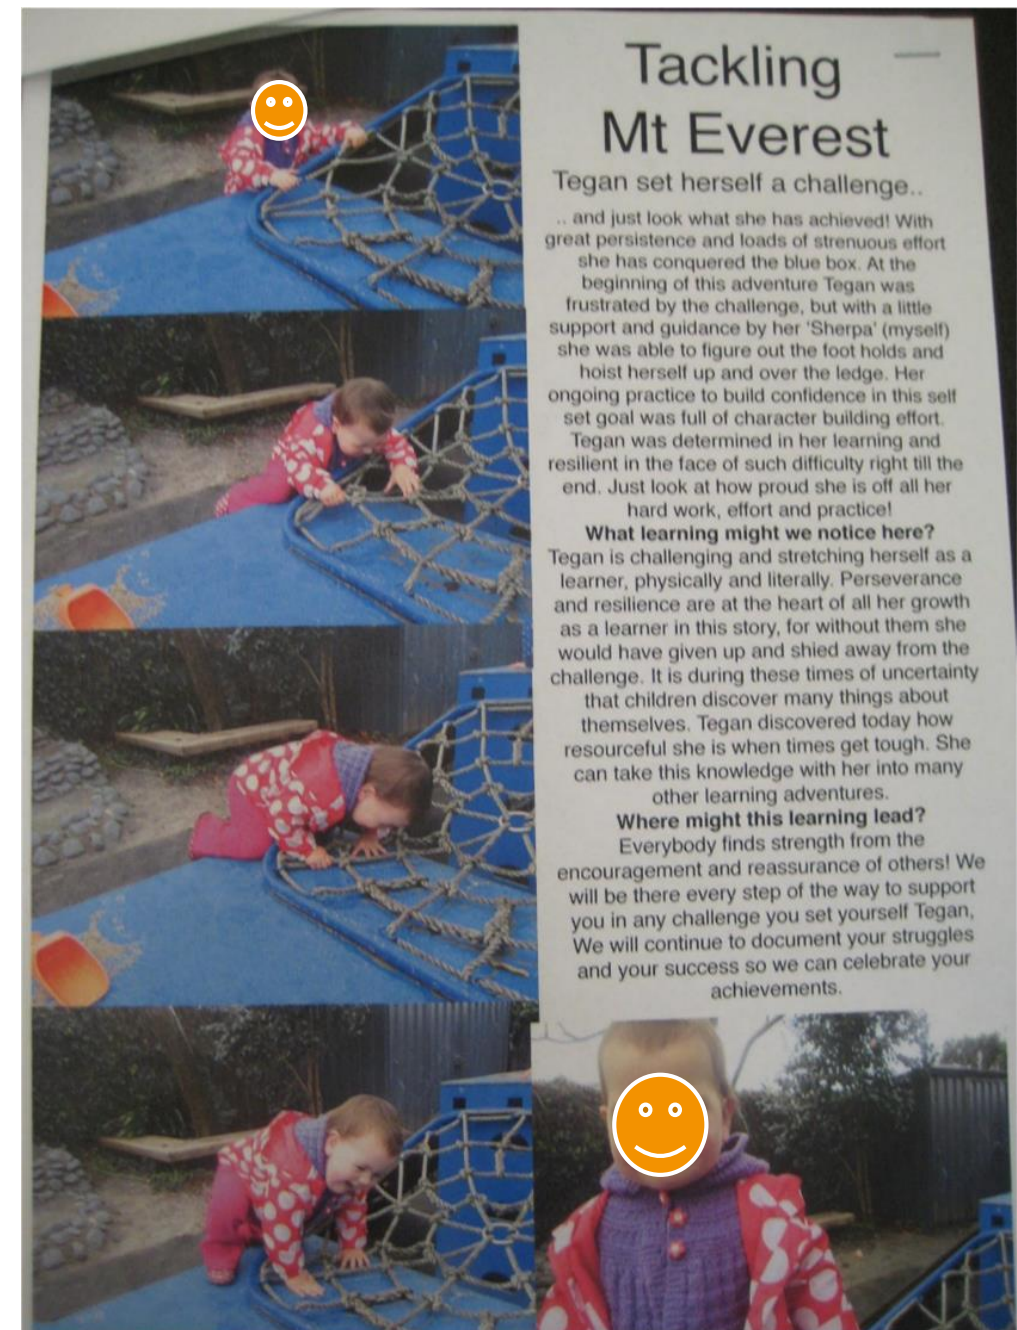 Tackling
Mt Everest
Tegan set herself a challenge..
.. and just look what she has achieved! With
great persistence and loads of strenuous effort
she has conquered the blue box. At the
beginning of this adventure Tegan was
frustrated by the challenge, but with a little
support and guidance by her 'Sherpa' (myself)
she was able to figure out the foot holds and
hoist herself up and over the ledge. Her
ongoing practice to build confidence in this self
set goal was full of character building effort.
Tegan was determined in her learning and
resilient in the face of such difficulty right till the
end. Just look at how proud she is off all her
hard work, effort and practice!
What learning might we notice here?
Tegan is challenging and stretching herself as a
learner, physically and literally. Perseverance
and resilience are at the heart of all her growth
as a learner in this story, for without them she
would have given up and shied away from the
challenge. It is during these times of uncertainty
that children discover many things about
themselves. Tegan discovered today how
resourceful she is when times get tough. She
can take this knowledge with her into many
other learning adventures.
Where might this learning lead?
Everybody finds strength from the
encouragement and reassurance of others! We
will be there every step of the way to support
you in any challenge you set yourself Tegan,
We will continue to document your struggles
and your success so we can celebrate your
achievements.